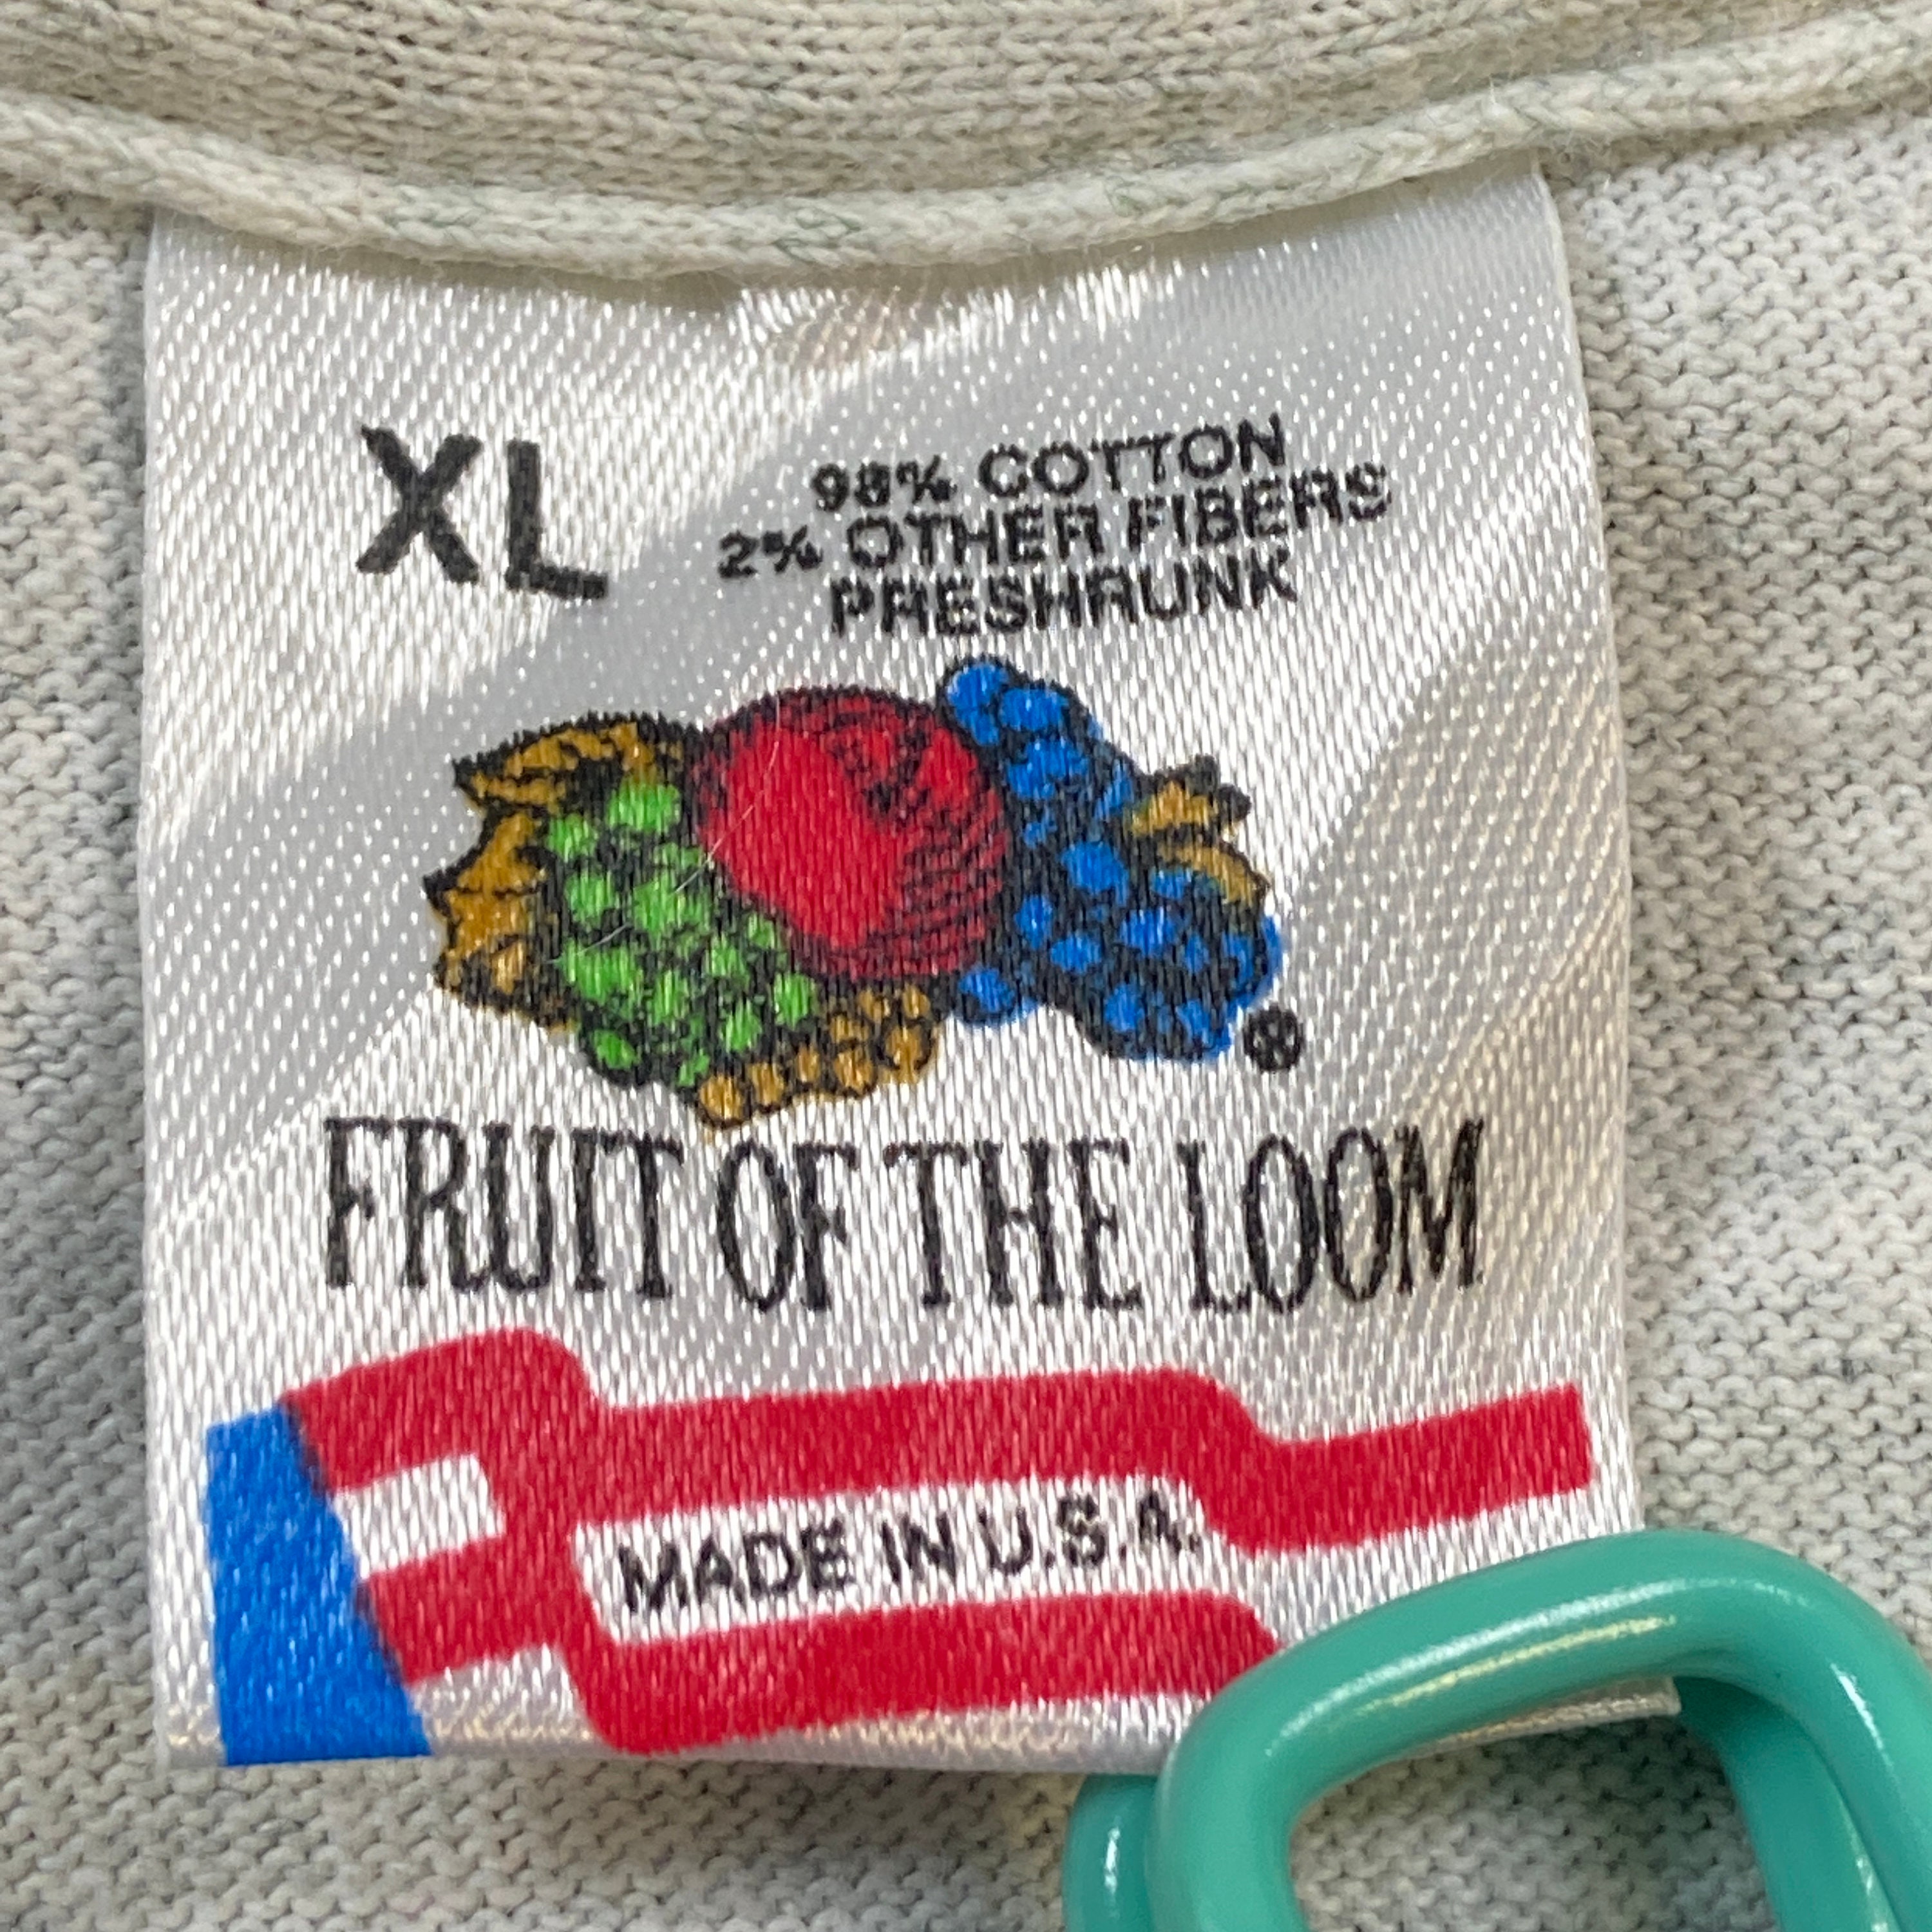 XL
98% COTTON
2% OTHER FIBERS
PRESHRUNK
®
FRUIT OF THE LOOM
MADE IN U.S.A.